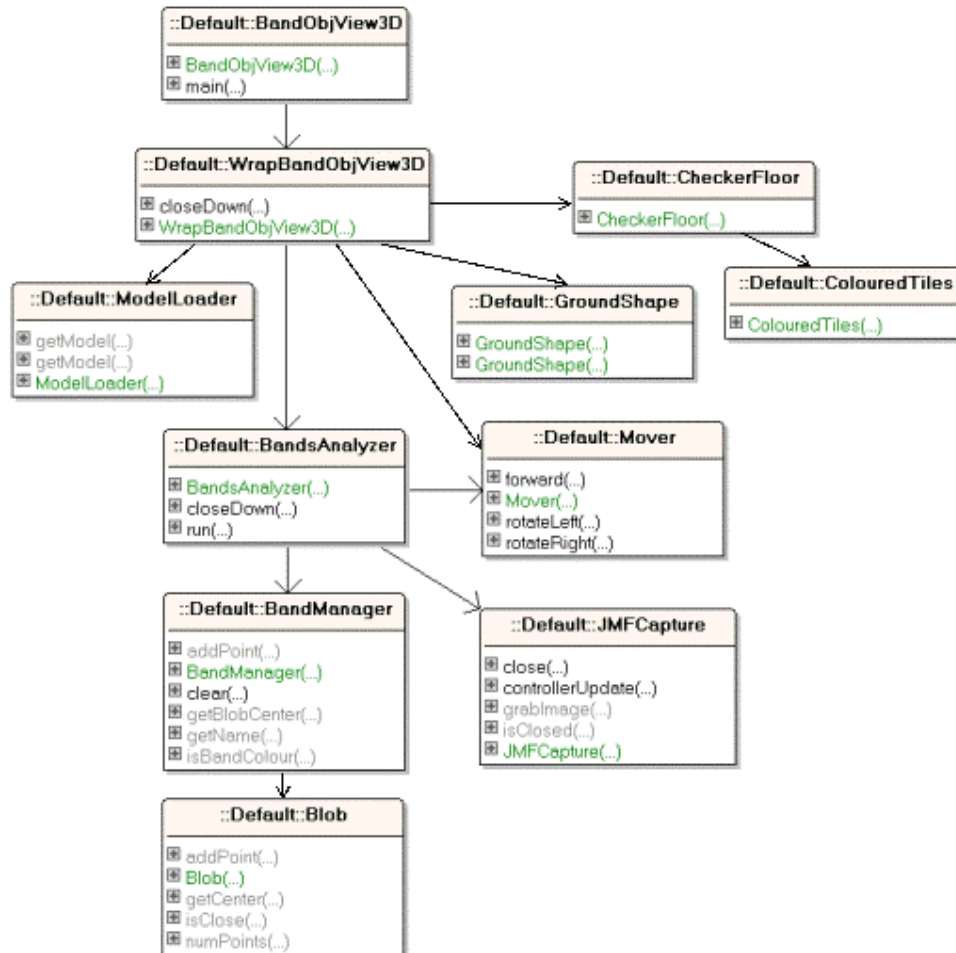 ::Default::BandObjView3D
BandObjView3D(...)
main(...)
::Default::WrapBandObjView3D
closeDown(...)
WrapBandObjView3D(...)
::Default::CheckerFloor
CheckerFloor(...)
::Default::ModelLoader
getModel(...)
getModel(...)
ModelLoader(...)
::Default::GroundShape
GroundShape(...)
GroundShape(...)
::Default::ColouredTiles
ColouredTiles(...)
::Default::BandsAnalyzer
BandsAnalyzer(...)
closeDown(...)
run(...)
::Default::Mover
forward(...)
Mover(...)
rotateLeft(...)
rotateRight(...)
::Default::BandManager
addPoint(...)
BandManager(...)
clear(...)
getBlobCenter(...)
getName(...)
isBandColour(...)
::Default::JMFCapture
close(...)
controllerUpdate(...)
grabImage(...)
isClosed(...)
JMFCapture(...)
::Default::Blob
addPoint(...)
Blob(...)
getCenter(...)
isClose(...)
numPoints(...)